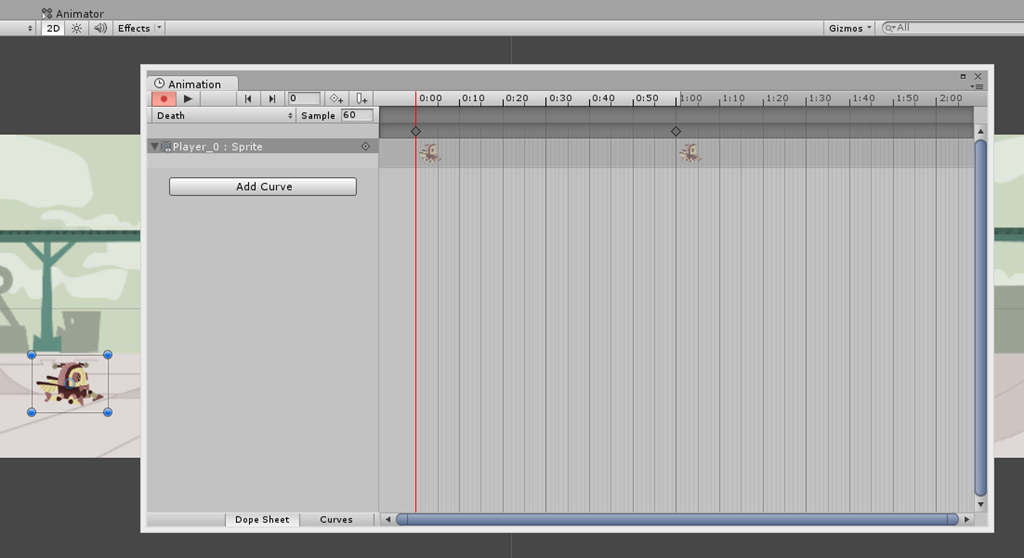 Animator
2D Effects Gizmos All
Animation
0 0:00 0:10 0:20 0:30 0:40 0:50 1:00 1:10 1:20 1:30 1:40 1:50 2:00
Death Sample 60
Player_0 : Sprite
Add Curve
Dope Sheet Curves